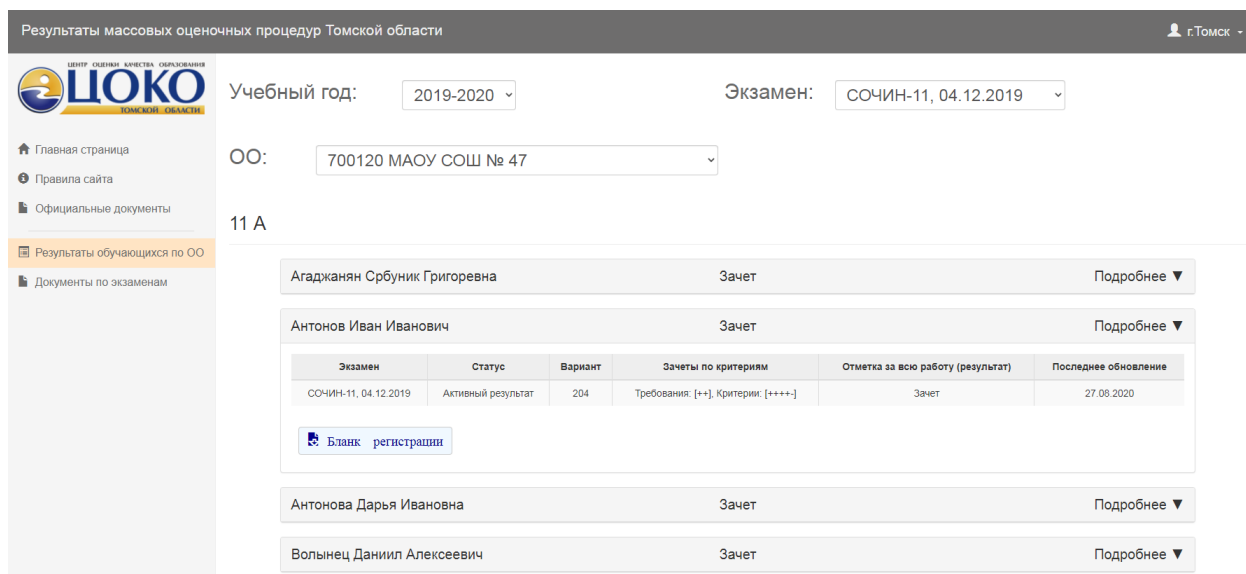 Результаты массовых оценочных процедур Томской области
г.Томск
ЦЕНТР ОЦЕНКИ КАЧЕСТВА ОБРАЗОВАНИЯ
ЦОКО
ТОМСКОЙ ОБЛАСТИ
Главная страница
Правила сайта
Официальные документы
Результаты обучающихся по ОО
Документы по экзаменам
Учебный год: 2019-2020 Экзамен: СОЧИН-11, 04.12.2019
ОО: 700120 МАОУ СОШ № 47
11 А
Агаджанян Србуник Григоревна Зачет Подробнее ▼
Антонов Иван Иванович Зачет Подробнее ▼
Экзамен Статус Вариант Зачеты по критериям Отметка за всю работу (результат) Последнее обновление
СОЧИН-11, 04.12.2019 Активный результат 204 Требования: [++], Критерии: [++++-] Зачет 27.08.2020
Бланк регистрации
Антонова Дарья Ивановна Зачет Подробнее ▼
Волынец Даниил Алексеевич Зачет Подробнее ▼